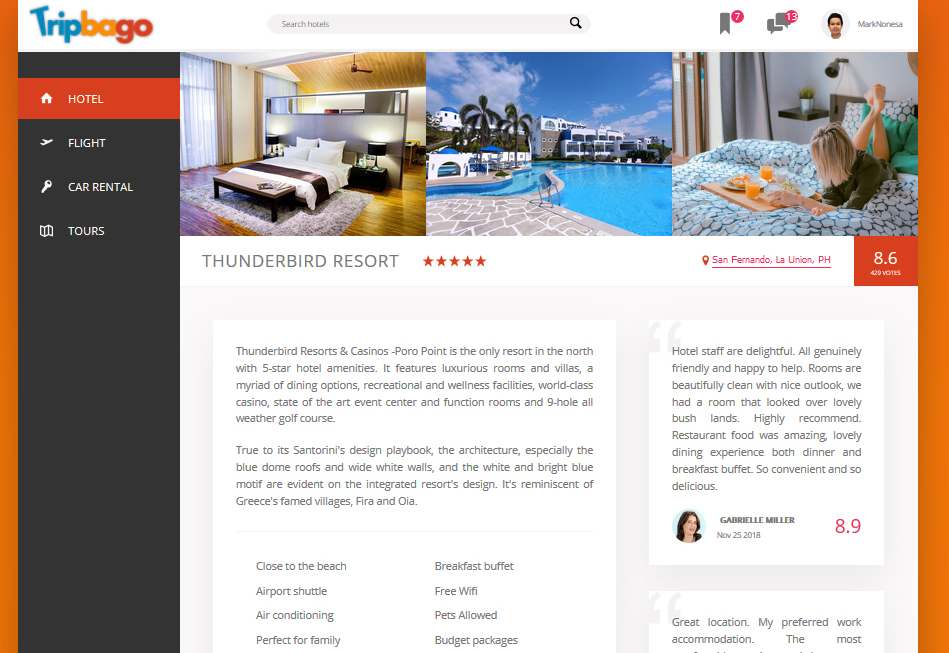 Tripbago
Search hotels
7
13
MarkNonesa
HOTEL
FLIGHT
CAR RENTAL
TOURS
THUNDERBIRD RESORT
San Fernando, La Union, PH
8.6
429 VOTES
Thunderbird Resorts & Casinos -Poro Point is the only resort in the north
with 5-star hotel amenities. It features luxurious rooms and villas, a
myriad of dining options, recreational and wellness facilities, world-class
casino, state of the art event center and function rooms and 9-hole all
weather golf course.
True to its Santorini's design playbook, the architecture, especially the
blue dome roofs and wide white walls, and the white and bright blue
motif are evident on the integrated resort's design. It's reminiscent of
Greece's famed villages, Fira and Oia.
Close to the beach
Airport shuttle
Air conditioning
Perfect for family
Breakfast buffet
Free Wifi
Pets Allowed
Budget packages
Hotel staff are delightful. All genuinely
friendly and happy to help. Rooms are
beautifully clean with nice outlook, we
had a room that looked over lovely
bush lands. Highly recommend.
Restaurant food was amazing, lovely
dining experience both dinner and
breakfast buffet. So convenient and so
delicious.
GABRIELLE MILLER
Nov 25 2018
8.9
Great location. My preferred work
accommodation. The most